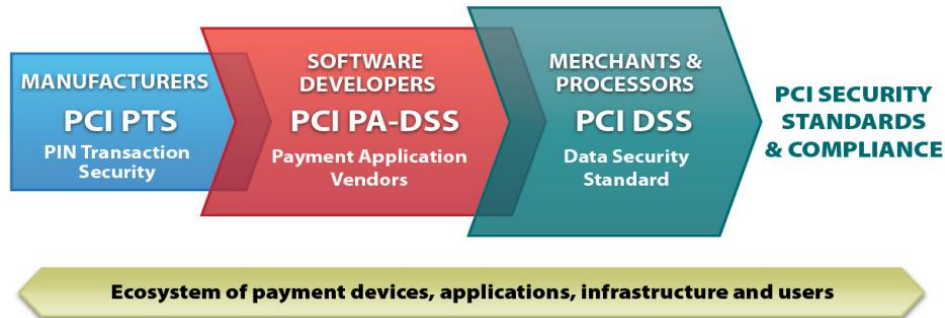 MANUFACTURERS
PCI PTS
PIN Transaction
Security
SOFTWARE
DEVELOPERS
PCI PA-DSS
Payment Application
Vendors
MERCHANTS &
PROCESSORS
PCI DSS
Data Security
Standard
PCI SECURITY
STANDARDS
& COMPLIANCE
Ecosystem of payment devices, applications, infrastructure and users